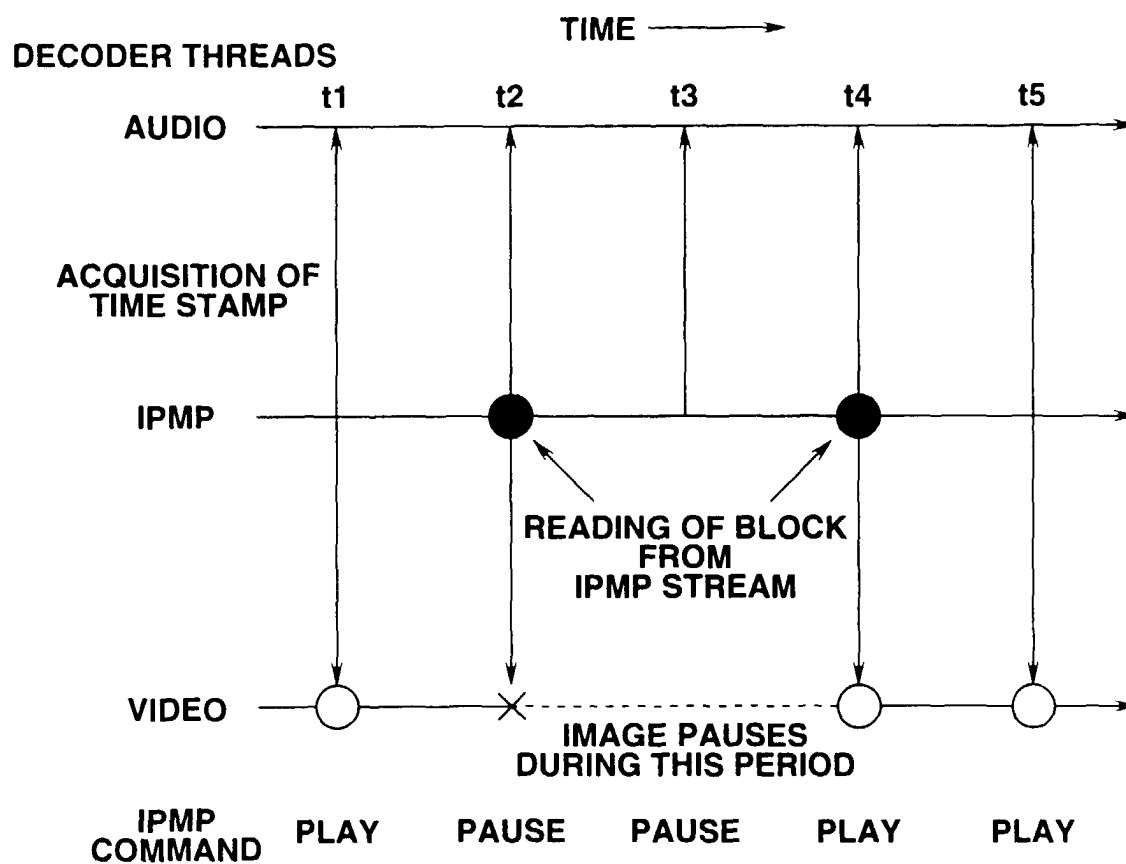 TIME
DECODER THREADS
t1 t2 t3 t4 t5
AUDIO
ACQUISITION OF
TIME STAMP
IPMP
READING OF BLOCK
FROM
IPMP STREAM
VIDEO
IMAGE PAUSES
DURING THIS PERIOD
IPMP
COMMAND
PLAY PAUSE PAUSE PLAY PLAY